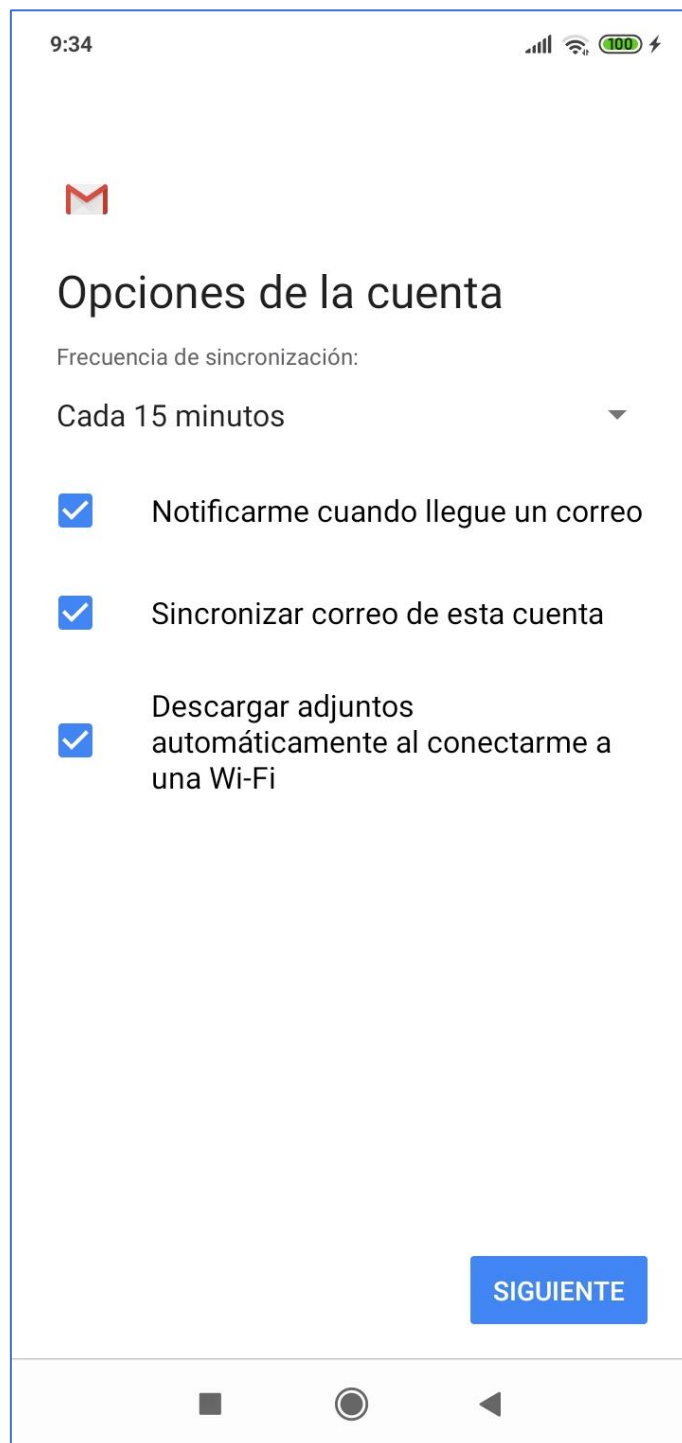 9:34
100
Opciones de la cuenta
Frecuencia de sincronización:
Cada 15 minutos
Notificarme cuando llegue un correo
Sincronizar correo de esta cuenta
Descargar adjuntos
automáticamente al conectarme a
una Wi-Fi
SIGUIENTE